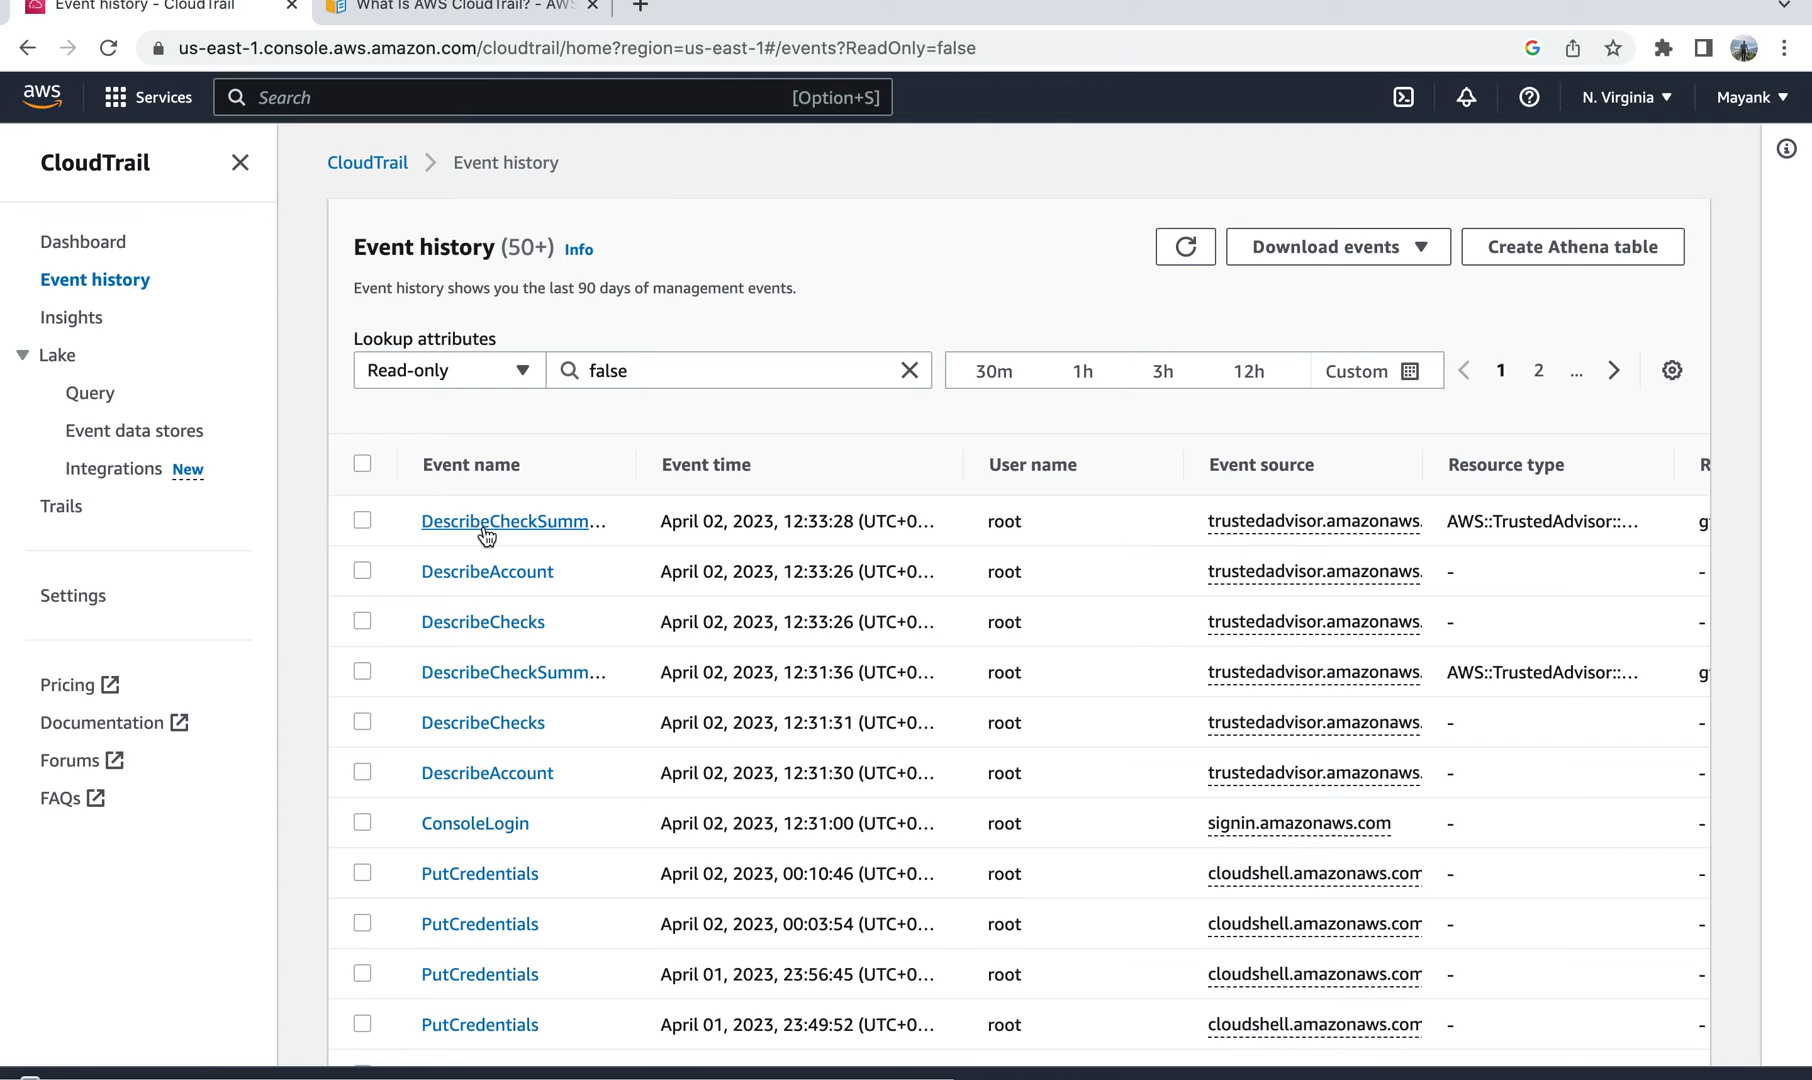 Event history - CloudTrail
What Is AWS CloudTrail? - AWS
us-east-1.console.aws.amazon.com/cloudtrail/home?region=us-east-1#/events?ReadOnly=false
aws
Services
Search
[Option+S]
N. Virginia
Mayank
CloudTrail
Dashboard
Event history
Insights
Lake
Query
Event data stores
Integrations New
Trails
Settings
Pricing
Documentation
Forums
FAQs
CloudTrail
Event history
Event history (50+) Info
Download events
Create Athena table
Event history shows you the last 90 days of management events.
Lookup attributes
Read-only
false
30m 1h 3h 12h Custom
1 2 ...
Event name Event time User name Event source Resource type R
DescribeCheckSumm... April 02, 2023, 12:33:28 (UTC+0... root trustedadvisor.amazonaws. AWS::TrustedAdvisor::...
DescribeAccount April 02, 2023, 12:33:26 (UTC+0... root trustedadvisor.amazonaws. - -
DescribeChecks April 02, 2023, 12:33:26 (UTC+0... root trustedadvisor.amazonaws. - -
DescribeCheckSumm... April 02, 2023, 12:31:36 (UTC+0... root trustedadvisor.amazonaws. AWS::TrustedAdvisor::...
DescribeChecks April 02, 2023, 12:31:31 (UTC+0... root trustedadvisor.amazonaws. - -
DescribeAccount April 02, 2023, 12:31:30 (UTC+0... root trustedadvisor.amazonaws. - -
ConsoleLogin April 02, 2023, 12:31:00 (UTC+0... root signin.amazonaws.com - -
PutCredentials April 02, 2023, 00:10:46 (UTC+0... root cloudshell.amazonaws.com - -
PutCredentials April 02, 2023, 00:03:54 (UTC+0... root cloudshell.amazonaws.com - -
PutCredentials April 01, 2023, 23:56:45 (UTC+0... root cloudshell.amazonaws.com - -
PutCredentials April 01, 2023, 23:49:52 (UTC+0... root cloudshell.amazonaws.com - -